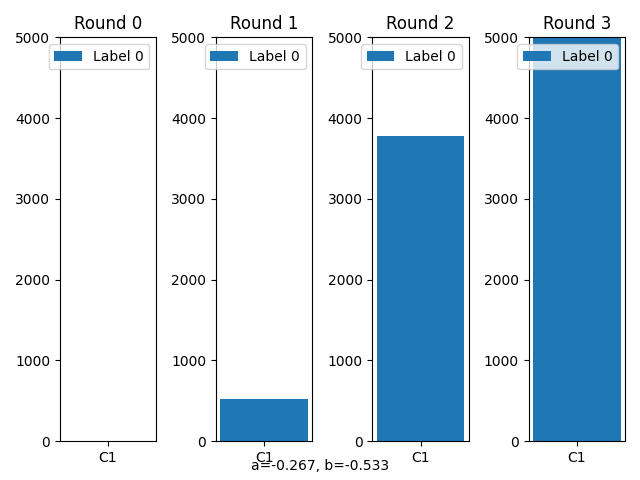 Round 0 Round 1 Round 2 Round 3
5000 5000 5000 5000
Label 0 Label 0 Label 0 Label 0
4000 4000 4000 4000
3000 3000 3000 3000
2000 2000 2000 2000
1000 1000 1000 1000
0 0 0 0
C1 C1 C1 C1
a=-0.267, b=-0.533